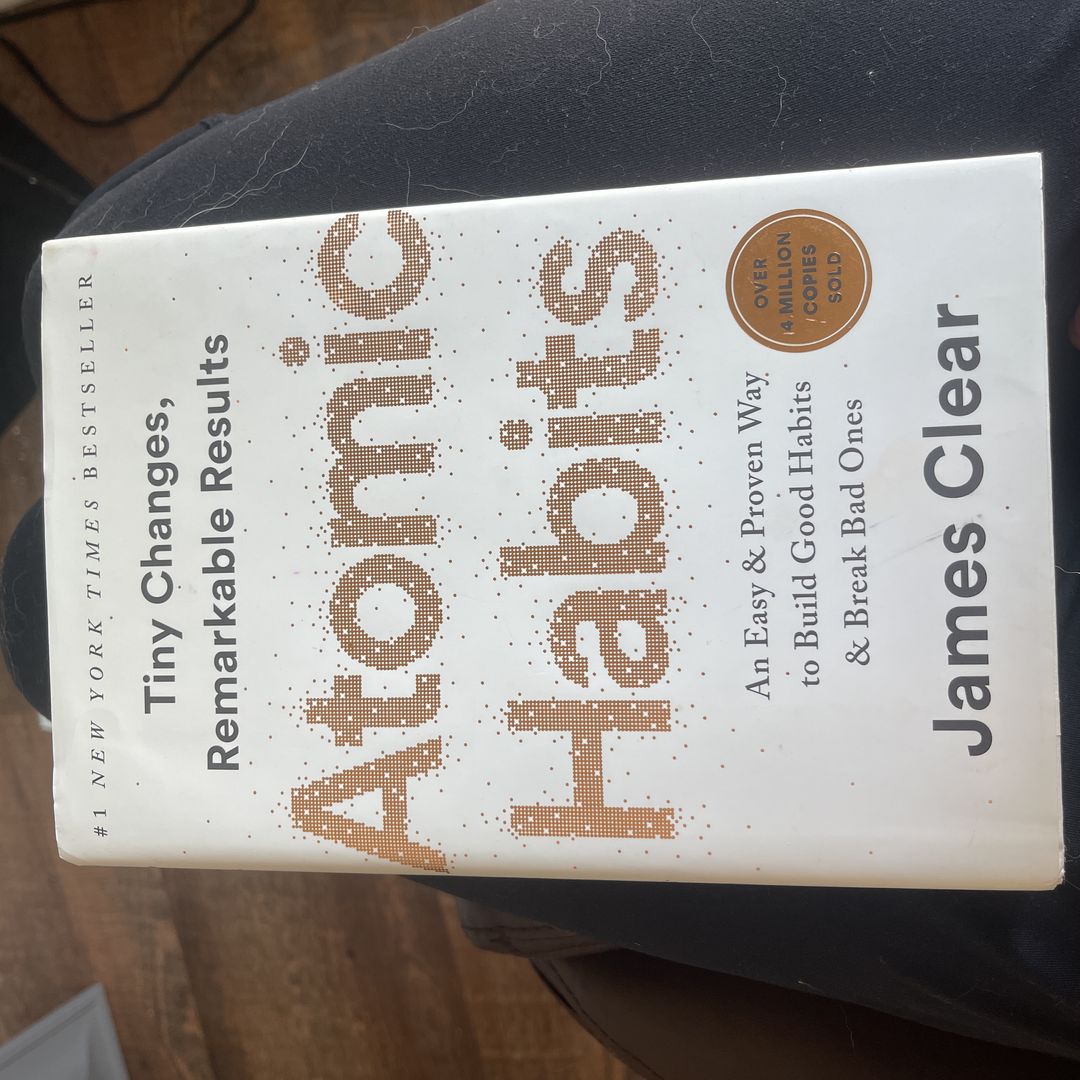 #1 NEW YORK TIMES BESTSELLER
Tiny Changes,
Remarkable Results
Atomic
Habits
An Easy & Proven Way
to Build Good Habits
& Break Bad Ones
OVER
14 MILLION
COPIES
SOLD
James Clear